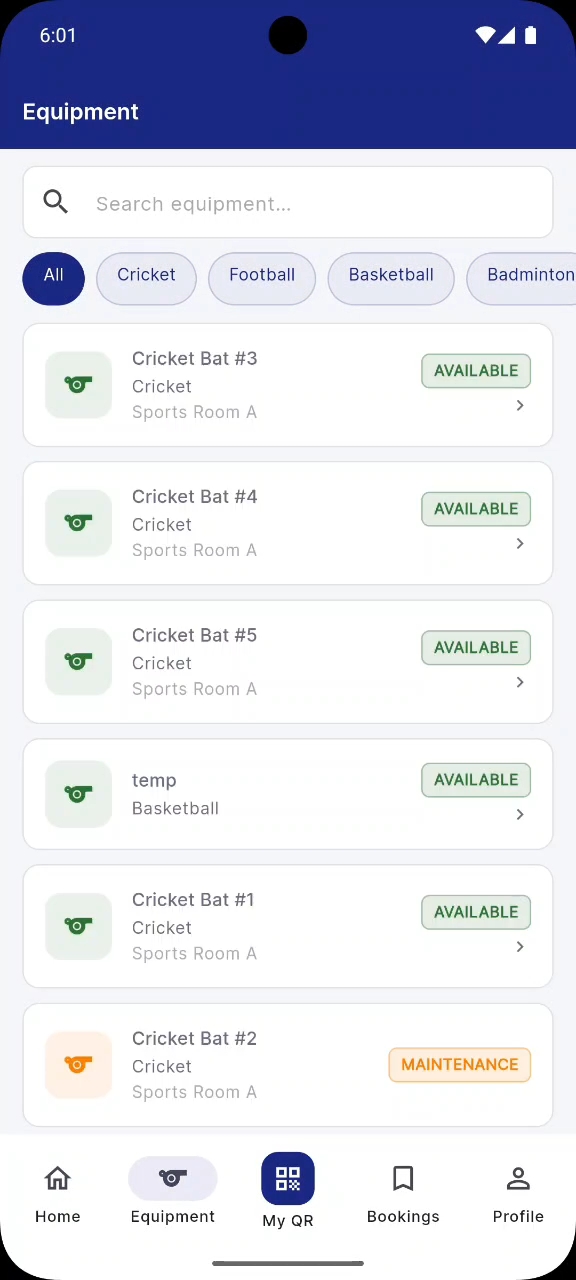 6:01
Equipment
Search equipment...
All
Cricket
Football
Basketball
Badminton
Cricket Bat #3
Cricket
Sports Room A
AVAILABLE
Cricket Bat #4
Cricket
Sports Room A
AVAILABLE
Cricket Bat #5
Cricket
Sports Room A
AVAILABLE
temp
Basketball
AVAILABLE
Cricket Bat #1
Cricket
Sports Room A
AVAILABLE
Cricket Bat #2
Cricket
Sports Room A
MAINTENANCE
Home
Equipment
My QR
Bookings
Profile